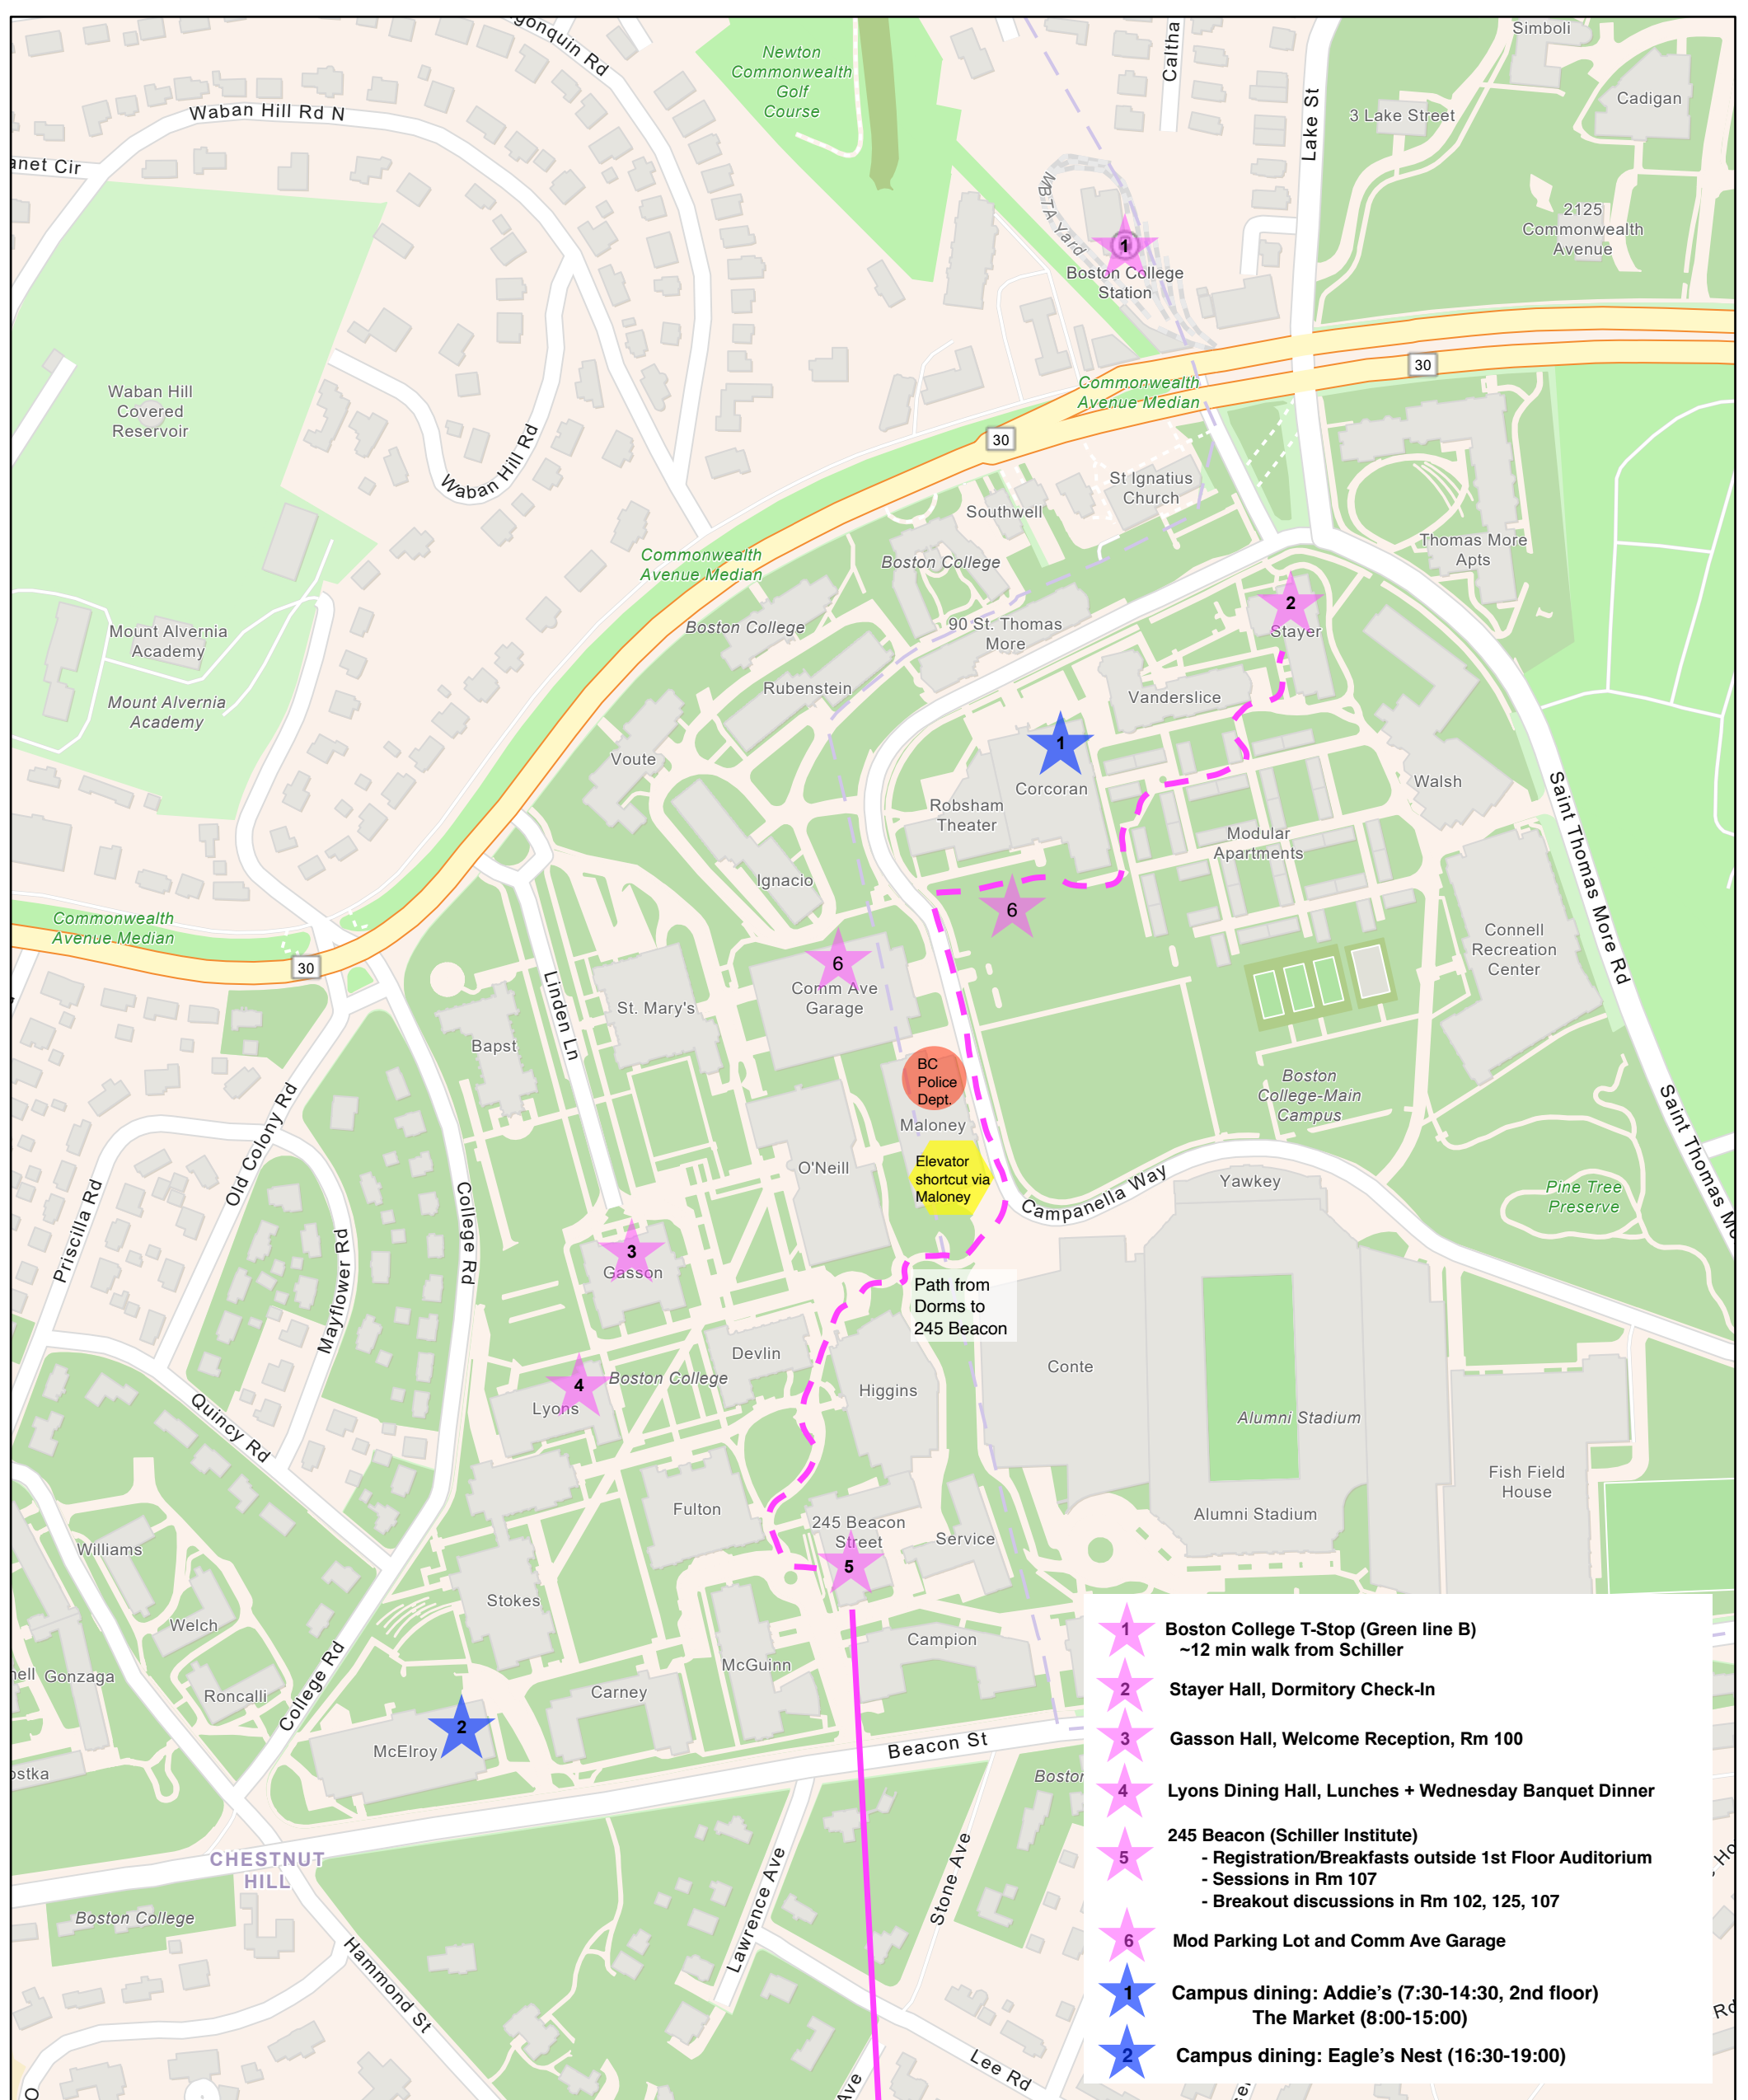 gonquin Rd
Waban Hill Rd N
anet Cir
Newton
Commonwealth
Golf
Course
Caltha
Lake St
Simboli
3 Lake Street
Cadigan
MBTA Yard
1
Boston College
Station
2125
Commonwealth
Avenue
Waban Hill
Covered
Reservoir
Waban Hill Rd
Commonwealth
Avenue Median
30
30
St Ignatius
Church
Southwell
Boston College
Thomas More
Apts
Commonwealth
Avenue Median
Boston College
90 St. Thomas
More
2
Stayer
Mount Alvernia
Academy
Mount Alvernia
Academy
Rubenstein
Vanderslice
Voute
1
Corcoran
Robsham
Theater
Walsh
Saint Thomas More Rd
Modular
Apartments
Ignacio
6
6
Comm Ave
Garage
Connell
Recreation
Center
Commonwealth
Avenue Median
30
Linden Ln
St. Mary's
Bapst
BC
Police
Dept.
Maloney
Boston
College-Main
Campus
Saint Thomas Mo
Old Colony Rd
Priscilla Rd
Mayflower Rd
College Rd
O'Neill
Elevator
shortcut via
Maloney
Campanella Way
Yawkey
Pine Tree
Preserve
3
Gasson
Path from
Dorms to
245 Beacon
Devlin
Conte
Higgins
4
Boston College
Lyons
Alumni Stadium
Quincy Rd
Fulton
245 Beacon
Street
5
Service
Alumni Stadium
Fish Field
House
Williams
Stokes
Welch
Campion
McGuinn
Carney
nell
Gonzaga
Roncalli
College Rd
2
McElroy
ostka
Beacon St
Boston
CHESTNUT
HILL
Boston College
Hammond St
Lawrence Ave
Stone Ave
Lee Rd
Ave
Ho
Rd
1
Boston College T-Stop (Green line B)
~12 min walk from Schiller
2
Stayer Hall, Dormitory Check-In
3
Gasson Hall, Welcome Reception, Rm 100
4
Lyons Dining Hall, Lunches + Wednesday Banquet Dinner
5
245 Beacon (Schiller Institute)
- Registration/Breakfasts outside 1st Floor Auditorium
- Sessions in Rm 107
- Breakout discussions in Rm 102, 125, 107
6
Mod Parking Lot and Comm Ave Garage
1
Campus dining: Addie's (7:30-14:30, 2nd floor)
The Market (8:00-15:00)
2
Campus dining: Eagle's Nest (16:30-19:00)